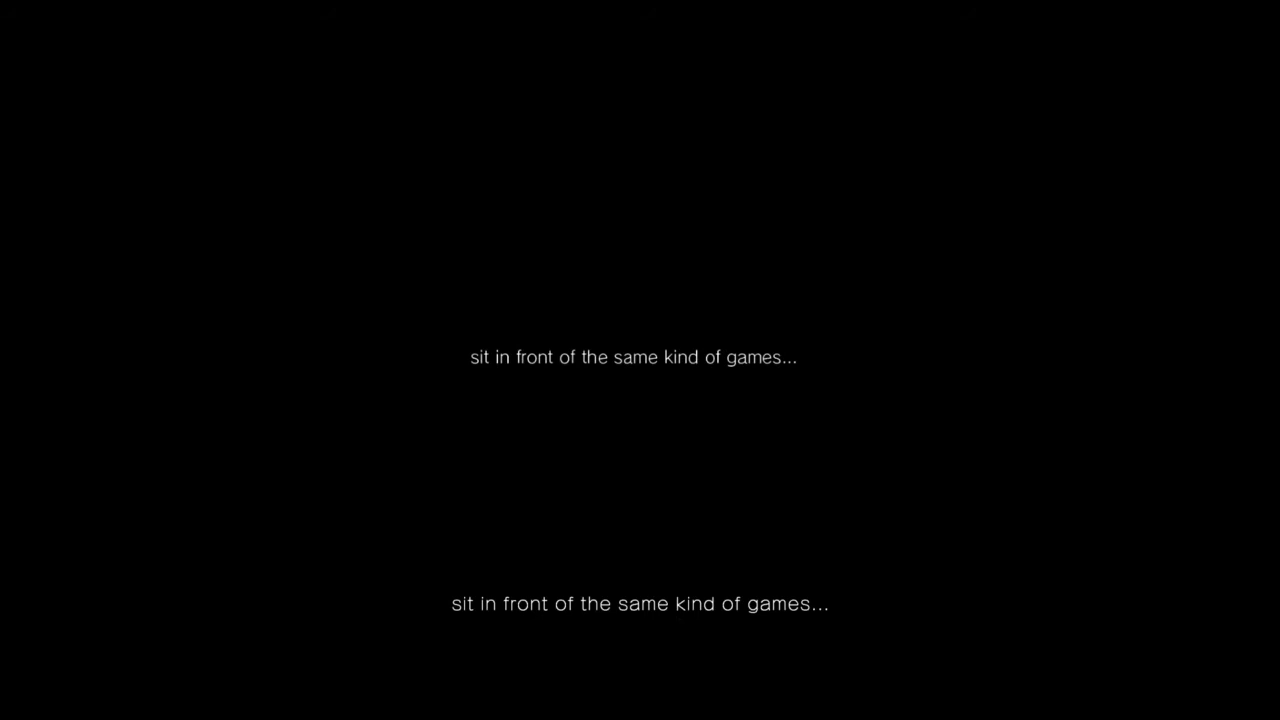 sit in front of the same kind of games...
sit in front of the same kind of games...